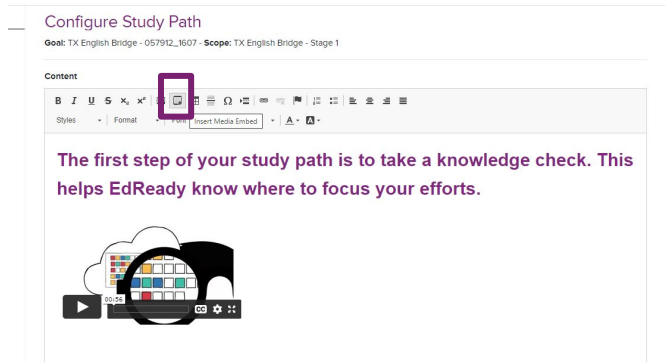 Configure Study Path
Goal: TX English Bridge - 057912_1607 - Scope: TX English Bridge - Stage 1
Content
B I U S x₂ x² Ω
Styles Format Font Insert Media Embed A A
The first step of your study path is to take a knowledge check. This
helps EdReady know where to focus your efforts.
00:56
CC